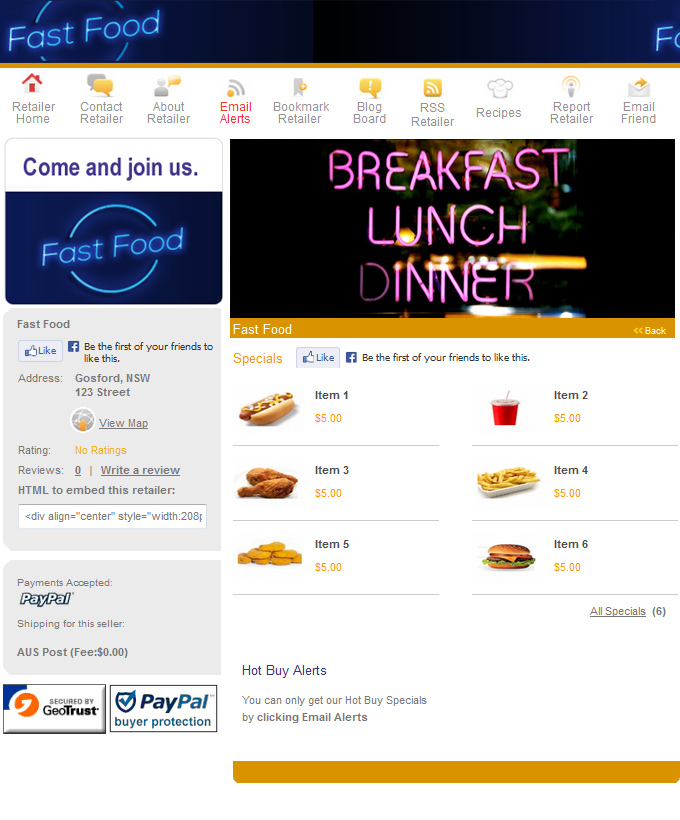 Fast Food
F
Retailer Home
Contact Retailer
About Retailer
Email Alerts
Bookmark Retailer
Blog Board
RSS Retailer
Recipes
Report Retailer
Email Friend
Come and join us.
Fast Food
BREAKFAST
LUNCH
DINNER
Fast Food
Back
Fast Food
Like
Be the first of your friends to
like this.
Address: Gosford, NSW
123 Street
View Map
Rating: No Ratings
Reviews: 0 | Write a review
HTML to embed this retailer:
<div align="center" style="width:208p
Payments Accepted:
PayPal
Shipping for this seller:
AUS Post (Fee:$0.00)
SECURED BY
GeoTrust
PayPal
buyer protection
Specials
Like
Be the first of your friends to like this.
Item 1
$5.00
Item 2
$5.00
Item 3
$5.00
Item 4
$5.00
Item 5
$5.00
Item 6
$5.00
All Specials (6)
Hot Buy Alerts
You can only get our Hot Buy Specials
by clicking Email Alerts